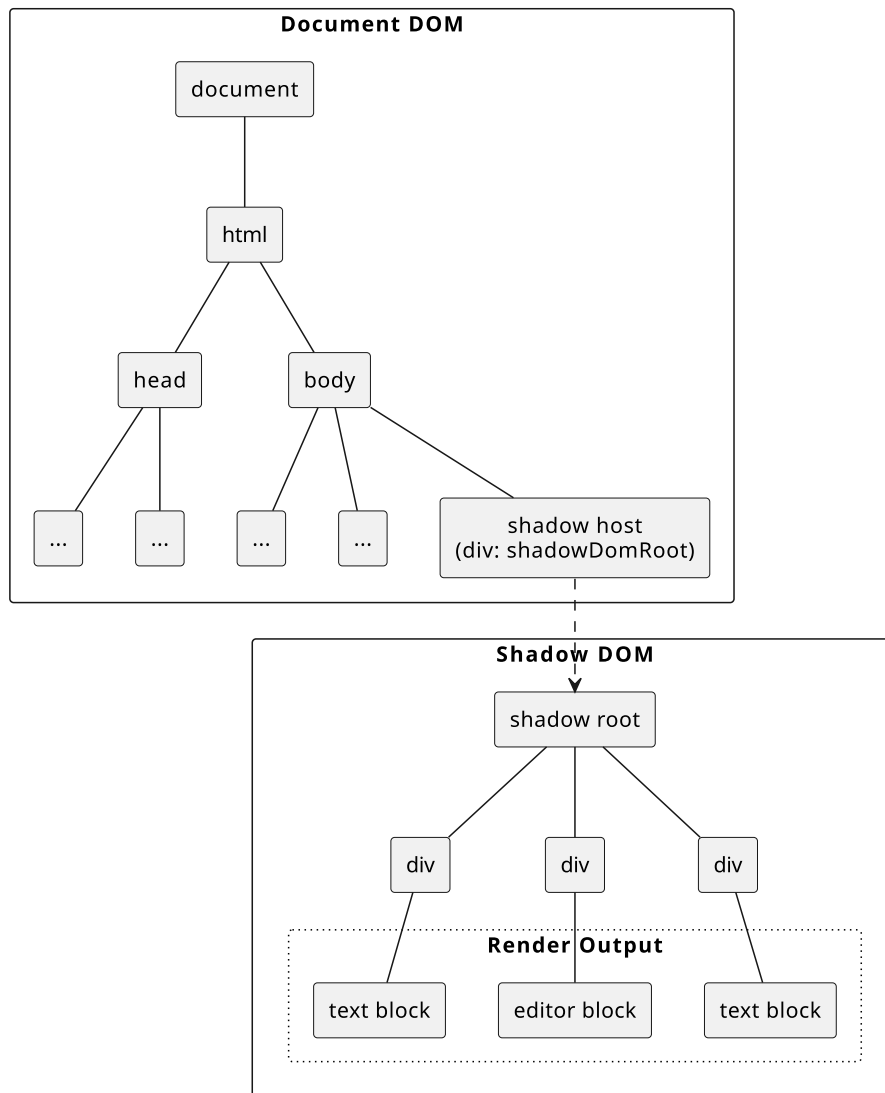 Document DOM
document
html
head
body
...
...
...
...
shadow host
(div: shadowDomRoot)
Shadow DOM
shadow root
div
div
div
Render Output
text block
editor block
text block